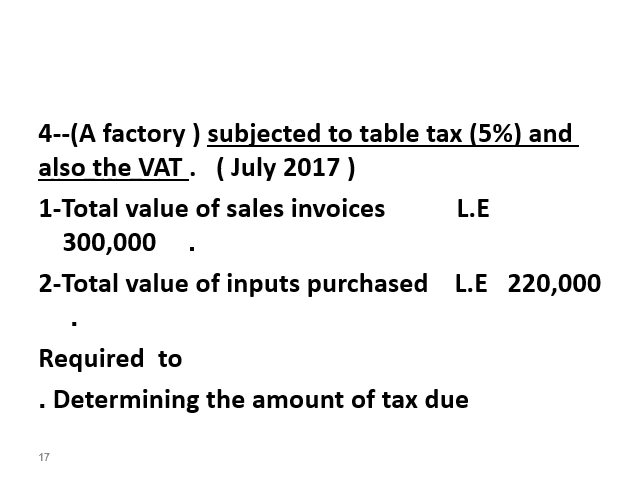 4--(A factory ) subjected to table tax (5%) and
also the VAT .   ( July 2017 )
1-Total value of sales invoices          L.E
300,000     .
2-Total value of inputs purchased    L.E   220,000
.
Required  to
. Determining the amount of tax due
17